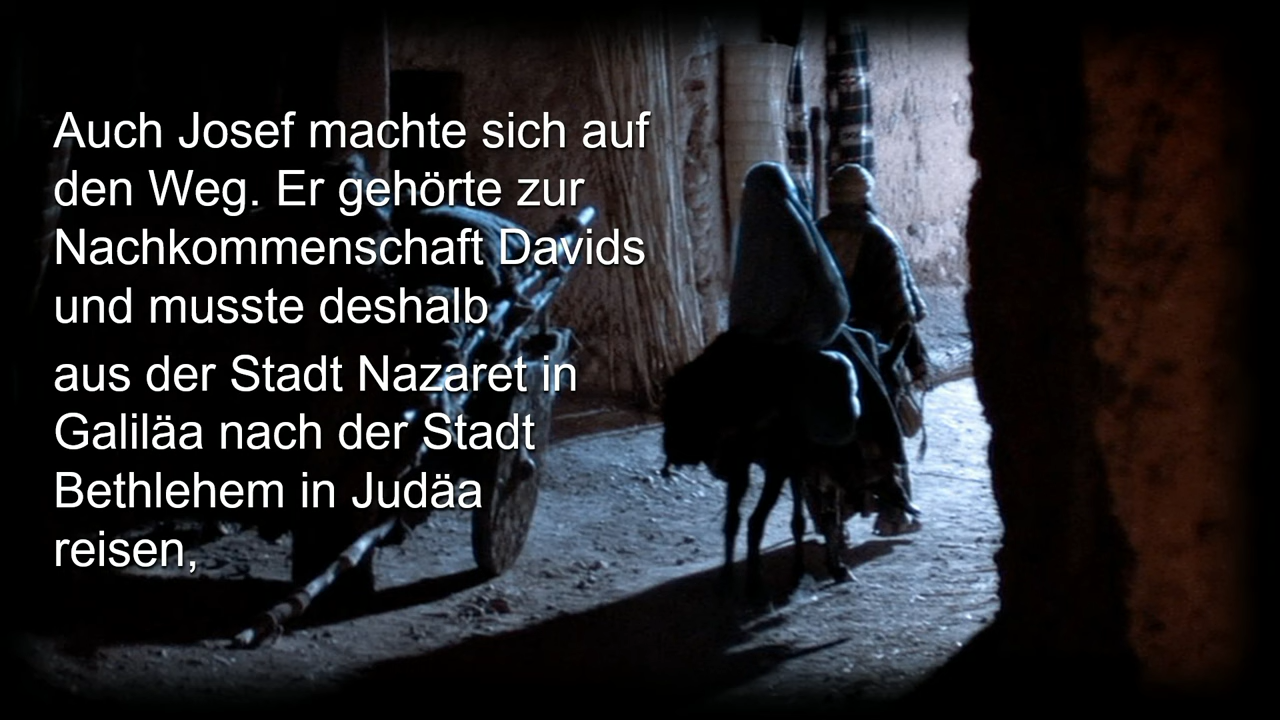 Auch Josef machte sich auf
den Weg. Er gehörte zur
Nachkommenschaft Davids
und musste deshalb
aus der Stadt Nazaret in
Galiläa nach der Stadt
Bethlehem in Judäa
reisen,